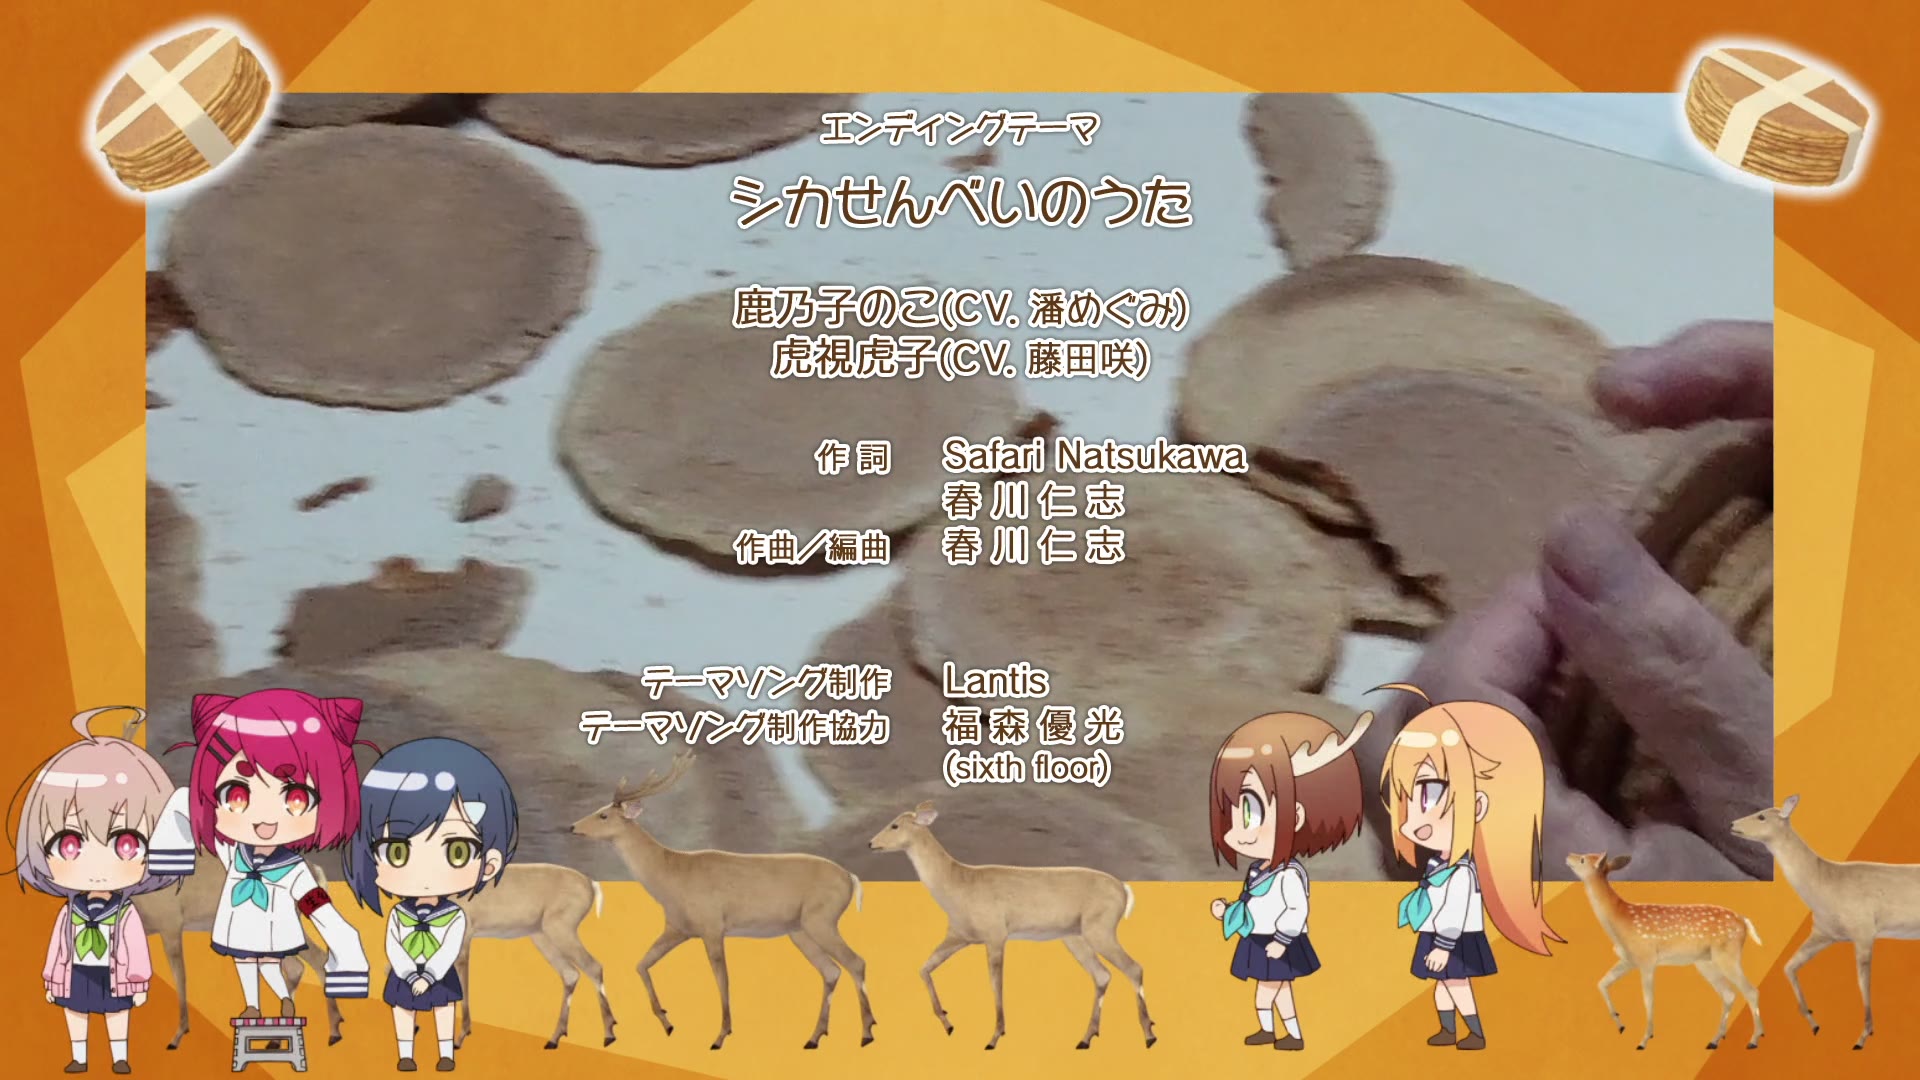 エンディングテーマ
シカせんべいのうた
鹿乃子のこ(CV. 潘めぐみ)
虎視虎子(CV. 藤田咲)
作 詞 Safari Natsukawa
春 川 仁 志
作曲／編曲 春 川 仁 志
テーマソング制作 Lantis
テーマソング制作協力 福 森 優 光
(sixth floor)